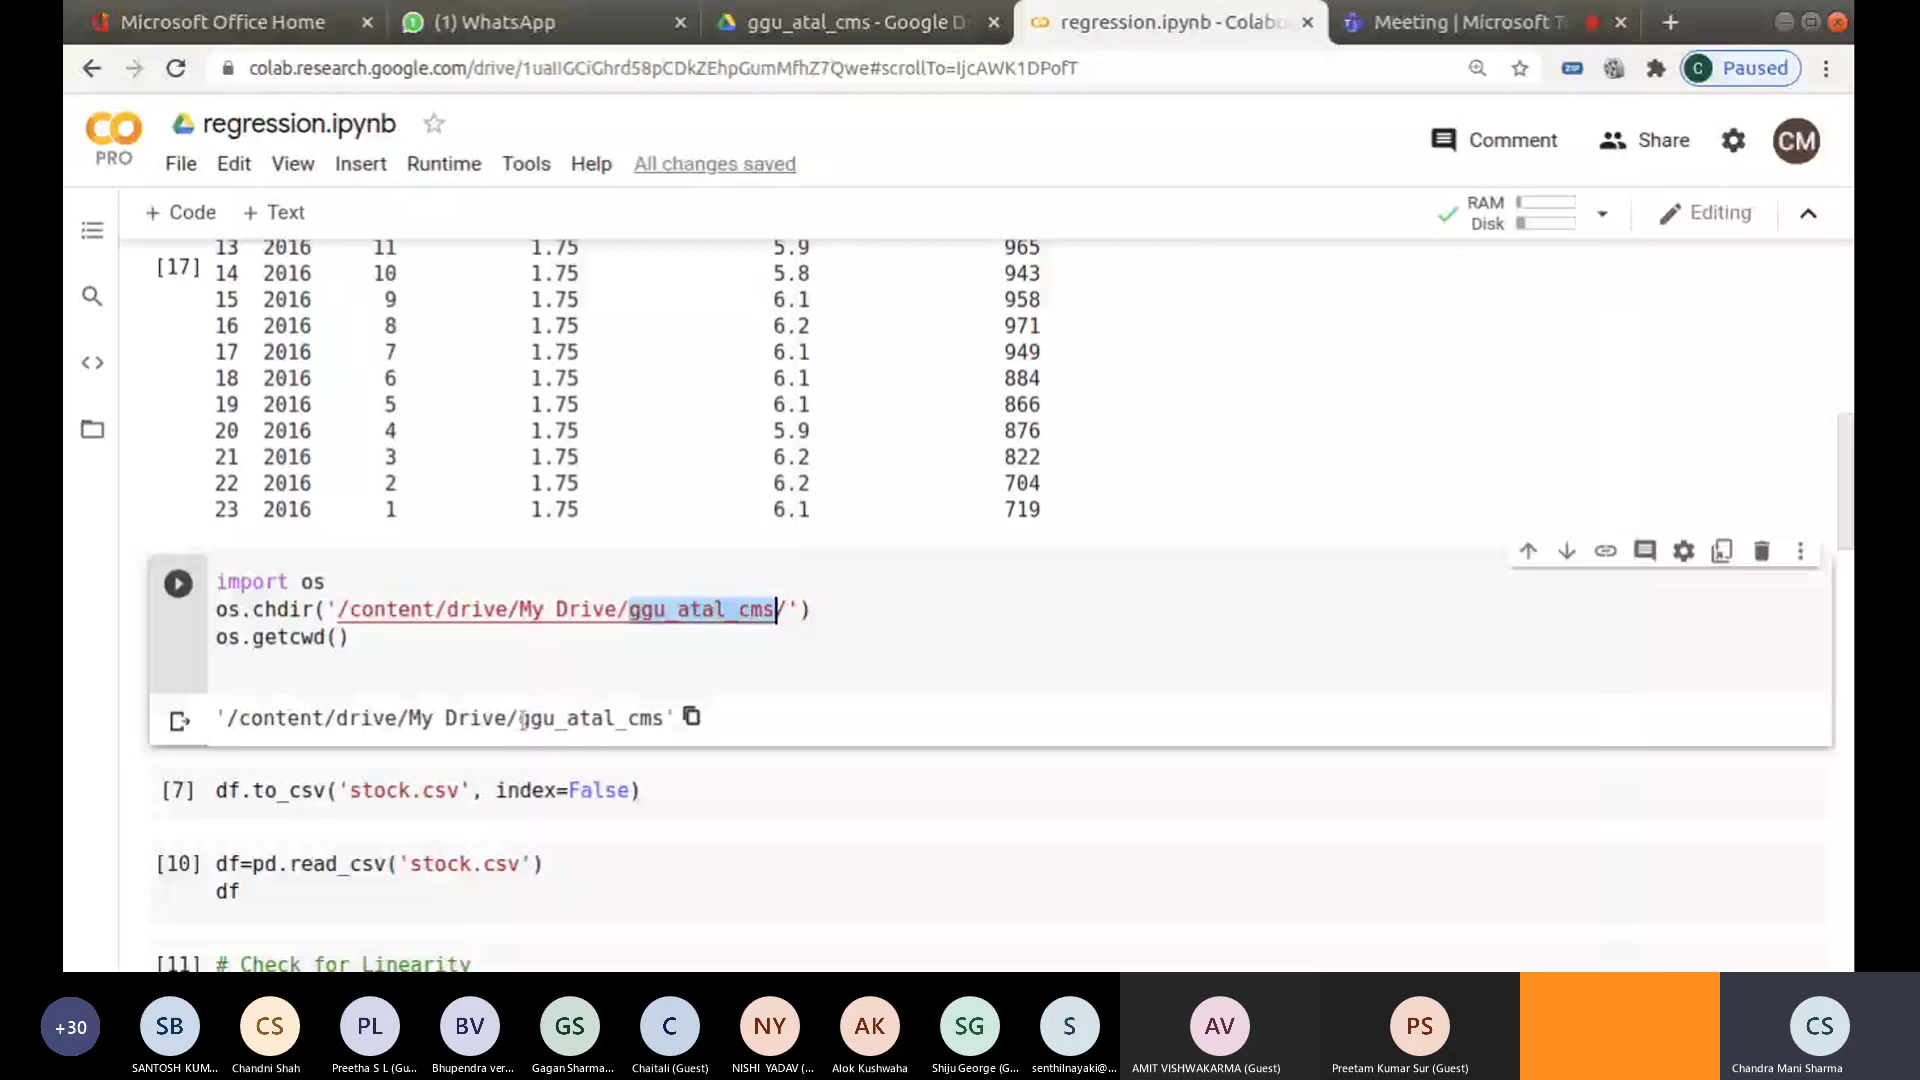 Microsoft Office Home
(1) WhatsApp
ggu_atal_cms - Google D
regression.ipynb - Colabo
Meeting | Microsoft T
colab.research.google.com/drive/1uaIIGCiGhrd58pCDkZEhpGumMfhZ7Qwe#scrollTo=IjcAWK1DPofT
ZIP
C Paused
CO
PRO
regression.ipynb
File Edit View Insert Runtime Tools Help All changes saved
Comment
Share
CM
+ Code + Text
RAM
Disk
Editing
[17]
13 2016 11 1.75 5.9 965
14 2016 10 1.75 5.8 943
15 2016 9 1.75 6.1 958
16 2016 8 1.75 6.2 971
17 2016 7 1.75 6.1 949
18 2016 6 1.75 6.1 884
19 2016 5 1.75 6.1 866
20 2016 4 1.75 5.9 876
21 2016 3 1.75 6.2 822
22 2016 2 1.75 6.2 704
23 2016 1 1.75 6.1 719
import os
os.chdir('/content/drive/My Drive/ggu_atal_cms/')
os.getcwd()
'/content/drive/My Drive/ggu_atal_cms'
[7] df.to_csv('stock.csv', index=False)
[10] df=pd.read_csv('stock.csv')
df
[11] # Check for Linearity
+30
SB
CS
PL
BV
GS
C
NY
AK
SG
S
AV
PS
CS
SANTOSH KUM...
Chandni Shah
Preetha S L (Gu...
Bhupendra ver...
Gagan Sharma...
Chaitali (Guest)
NISHI YADAV (...
Alok Kushwaha
Shiju George (G...
senthilnayaki@...
AMIT VISHWAKARMA (Guest)
Preetam Kumar Sur (Guest)
Chandra Mani Sharma